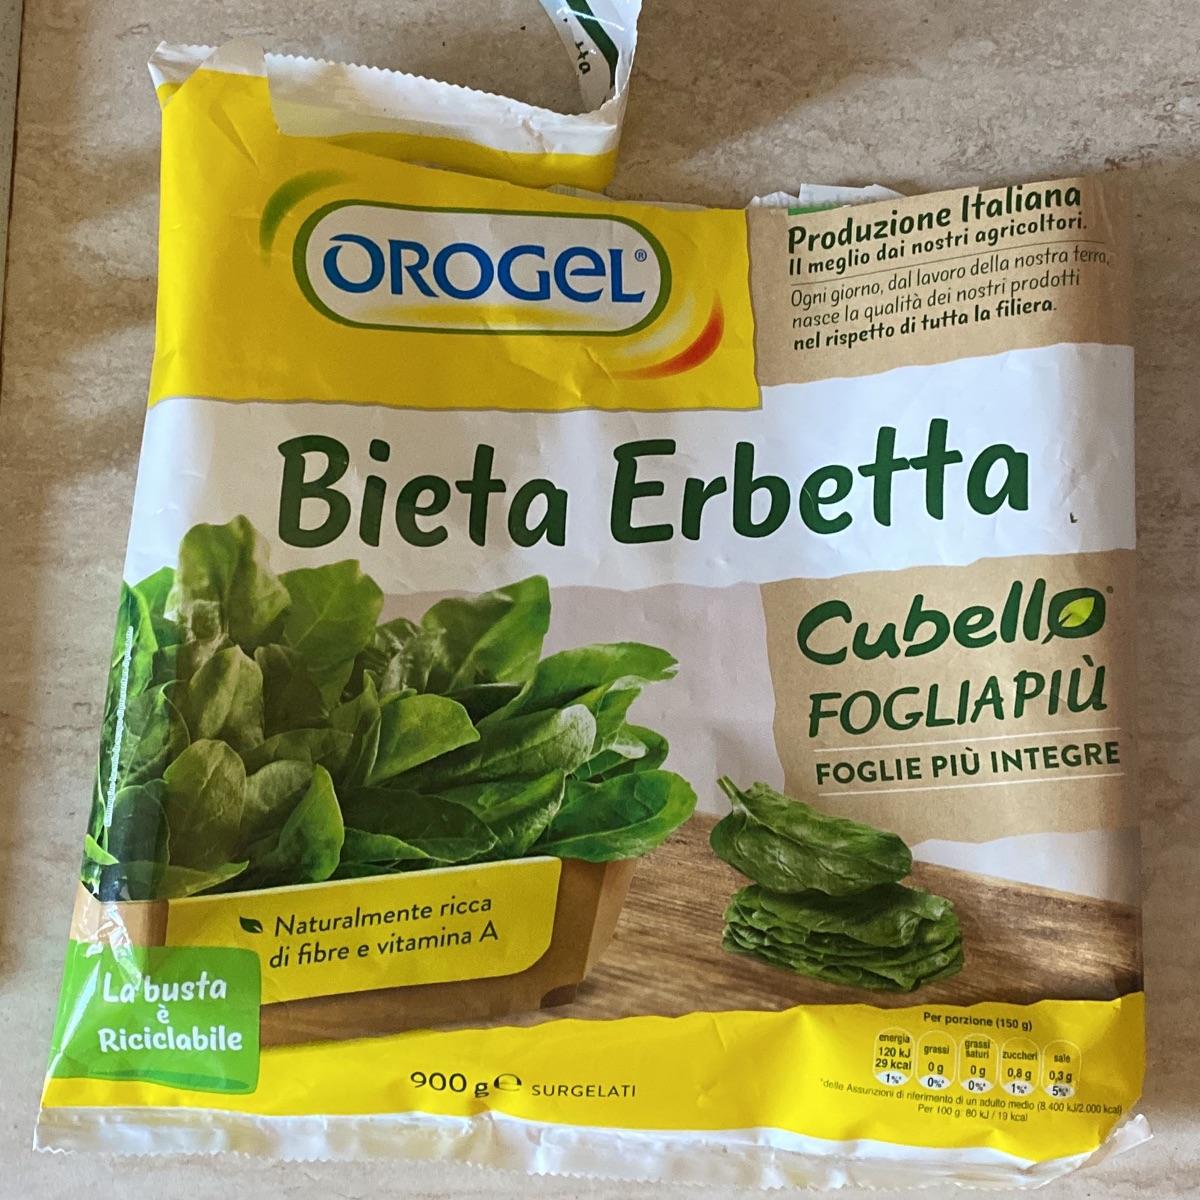 tta
OROGEL®
Produzione Italiana
Il meglio dai nostri agricoltori.
Ogni giorno, dal lavoro della nostra terra,
nasce la qualità dei nostri prodotti
nel rispetto di tutta la filiera.
Bieta Erbetta
Cubello®
FOGLIAPIÙ
FOGLIE PIÙ INTEGRE
Naturalmente ricca
di fibre e vitamina A
La busta
è
Riciclabile
900 g ℮ SURGELATI
Per porzione (150 g)
energia
120 kJ
29 kcal
1%*
grassi
0 g
0%*
grassi
saturi
0 g
0%*
zuccheri
0,8 g
1%*
sale
0,3 g
5%*
*delle Assunzioni di riferimento di un adulto medio (8.400 kJ/2.000 kcal)
Per 100 g: 80 kJ / 19 kcal